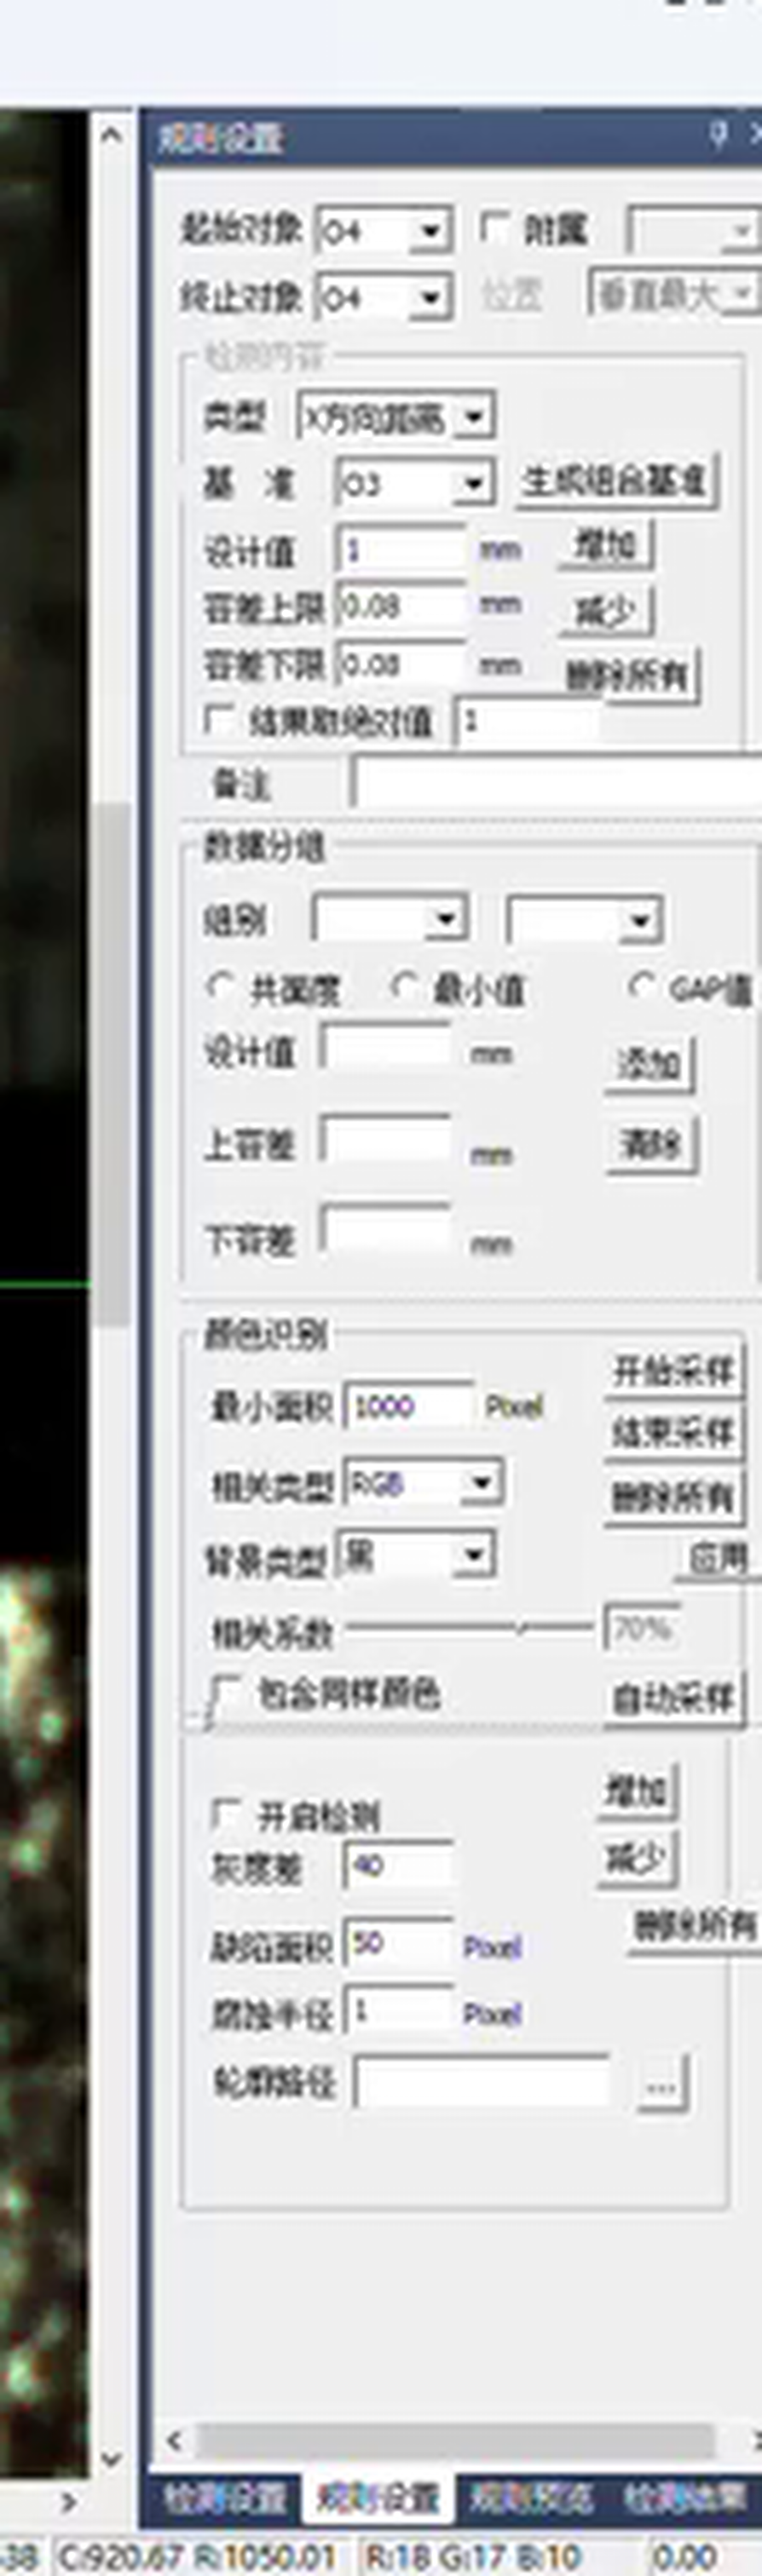 规则设置
起始对象 O4 附属
终止对象 O4 位置 垂直最大
检测内容
类型 X方向距离
基 准 O3 生成组合基准
设计值 1 mm 增加
容差上限 0.08 mm 减少
容差下限 0.08 mm 删除所有
结果取绝对值 1
备注
数据分组
组别
共面度 最小值 GAP值
设计值 mm 添加
上容差 mm 清除
下容差 mm
颜色识别
开始采样
最小面积 1000 Pixel
结束采样
相关类型 RGB 删除所有
背景类型 黑 应用
相关系数 70%
包含同样颜色 自动采样
增加
开启检测
灰度差 40 减少
删除所有
缺陷面积 50 Pixel
腐蚀半径 1 Pixel
轮廓路径 ...
检测设置 规则设置 规则预览 检测结果
38 C:920.67 R:1050.01 R:18 G:17 B:10 0.00